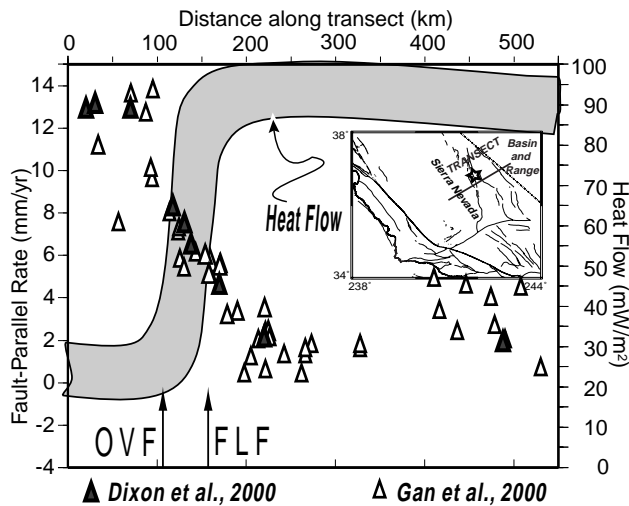 Distance along transect (km)
0 100 200 300 400 500
Fault-Parallel Rate (mm/yr)
14
12
10
8
6
4
2
0
-2
-4
Heat Flow (mW/m²)
100
90
80
70
60
50
40
30
20
10
0
Heat Flow
38°
34°
238° 244°
TRANSECT
Sierra Nevada
Basin
and
Range
OVF FLF
Dixon et al., 2000 Gan et al., 2000